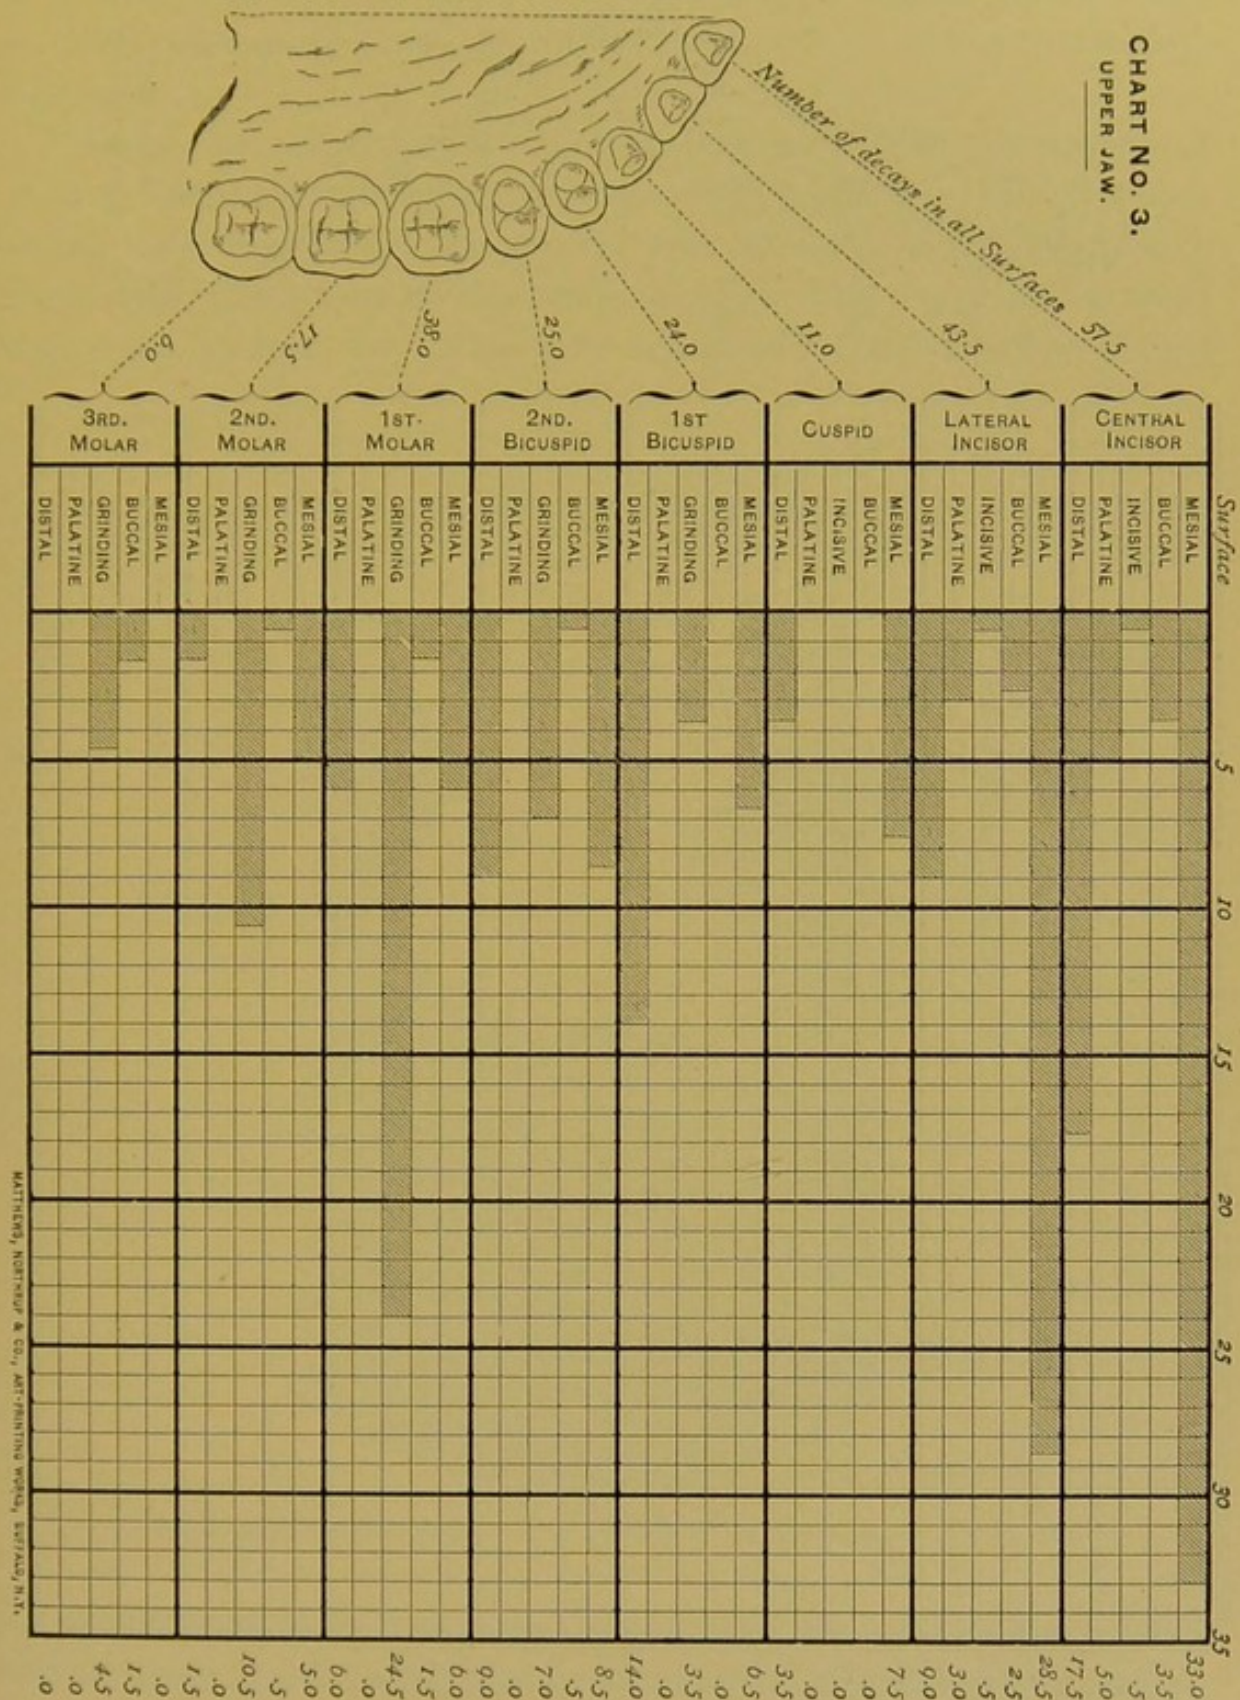 CHART NO. 3.
UPPER JAW.
Number of decays in all Surfaces
57.5
43.5
11.0
24.0
25.0
38.0
17.5
6.0
Surface
5
10
15
20
25
30
35
CENTRAL INCISOR
MESIAL 33.0
BUCCAL 3.5
INCISIVE .5
PALATINE 5.0
DISTAL 17.5
LATERAL INCISOR
MESIAL 28.5
BUCCAL 2.5
INCISIVE .5
PALATINE 3.0
DISTAL 9.0
CUSPID
MESIAL 7.5
BUCCAL .0
INCISIVE .0
PALATINE .0
DISTAL 3.5
1ST BICUSPID
MESIAL 6.5
BUCCAL .0
GRINDING 3.5
PALATINE .0
DISTAL 14.0
2ND. BICUSPID
MESIAL 8.5
BUCCAL .5
GRINDING 7.0
PALATINE .0
DISTAL 9.0
1ST. MOLAR
MESIAL 6.0
BUCCAL 1.5
GRINDING 24.5
PALATINE .0
DISTAL 6.0
2ND. MOLAR
MESIAL 5.0
BUCCAL .5
GRINDING 10.5
PALATINE .0
DISTAL 1.5
3RD. MOLAR
MESIAL .0
BUCCAL 1.5
GRINDING 4.5
PALATINE .0
DISTAL .0
MATTHEWS, NORTHRUP & CO., ART-PRINTING WORKS, BUFFALO, N.Y.